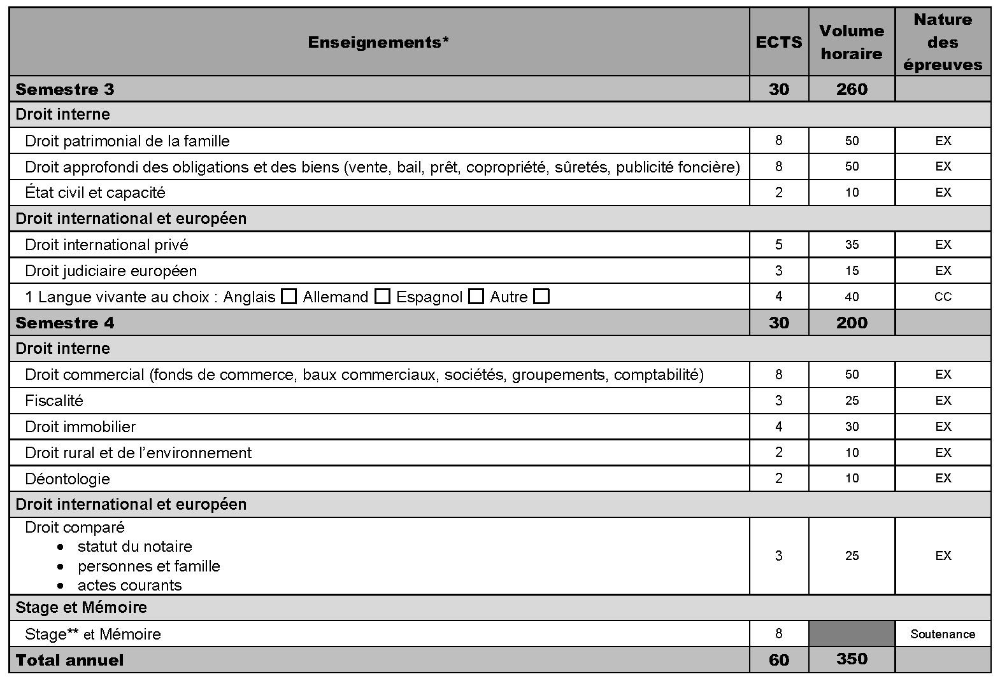 Enseignements* ECTS Volume horaire Nature des épreuves
Semestre 3 30 260
Droit interne
Droit patrimonial de la famille 8 50 EX
Droit approfondi des obligations et des biens (vente, bail, prêt, copropriété, sûretés, publicité foncière) 8 50 EX
État civil et capacité 2 10 EX
Droit international et européen
Droit international privé 5 35 EX
Droit judiciaire européen 3 15 EX
1 Langue vivante au choix : Anglais ☐ Allemand ☐ Espagnol ☐ Autre ☐ 4 40 CC
Semestre 4 30 200
Droit interne
Droit commercial (fonds de commerce, baux commerciaux, sociétés, groupements, comptabilité) 8 50 EX
Fiscalité 3 25 EX
Droit immobilier 4 30 EX
Droit rural et de l’environnement 2 10 EX
Déontologie 2 10 EX
Droit international et européen
Droit comparé
• statut du notaire
• personnes et famille 3 25 EX
• actes courants
Stage et Mémoire
Stage** et Mémoire 8 Soutenance
Total annuel 60 350